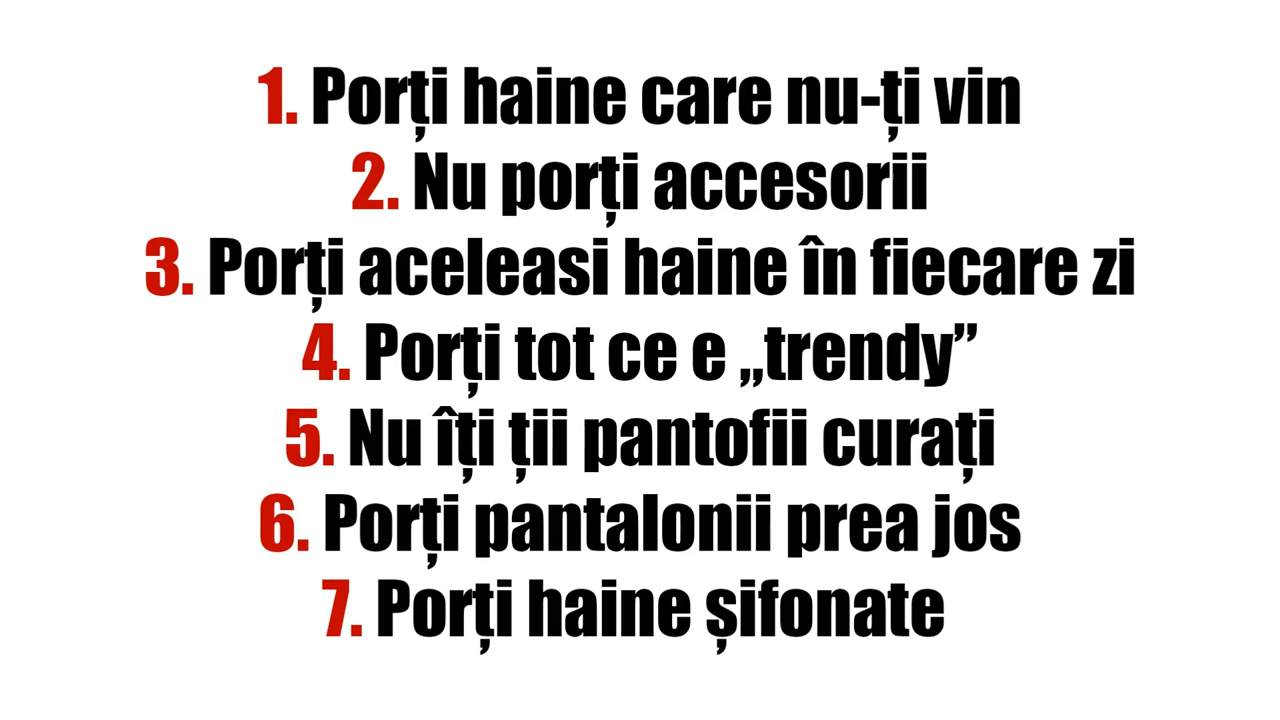 1. Porți haine care nu-ți vin
2. Nu porți accesorii
3. Porți aceleasi haine în fiecare zi
4. Porți tot ce e „trendy”
5. Nu îți ții pantofii curați
6. Porți pantalonii prea jos
7. Porți haine șifonate